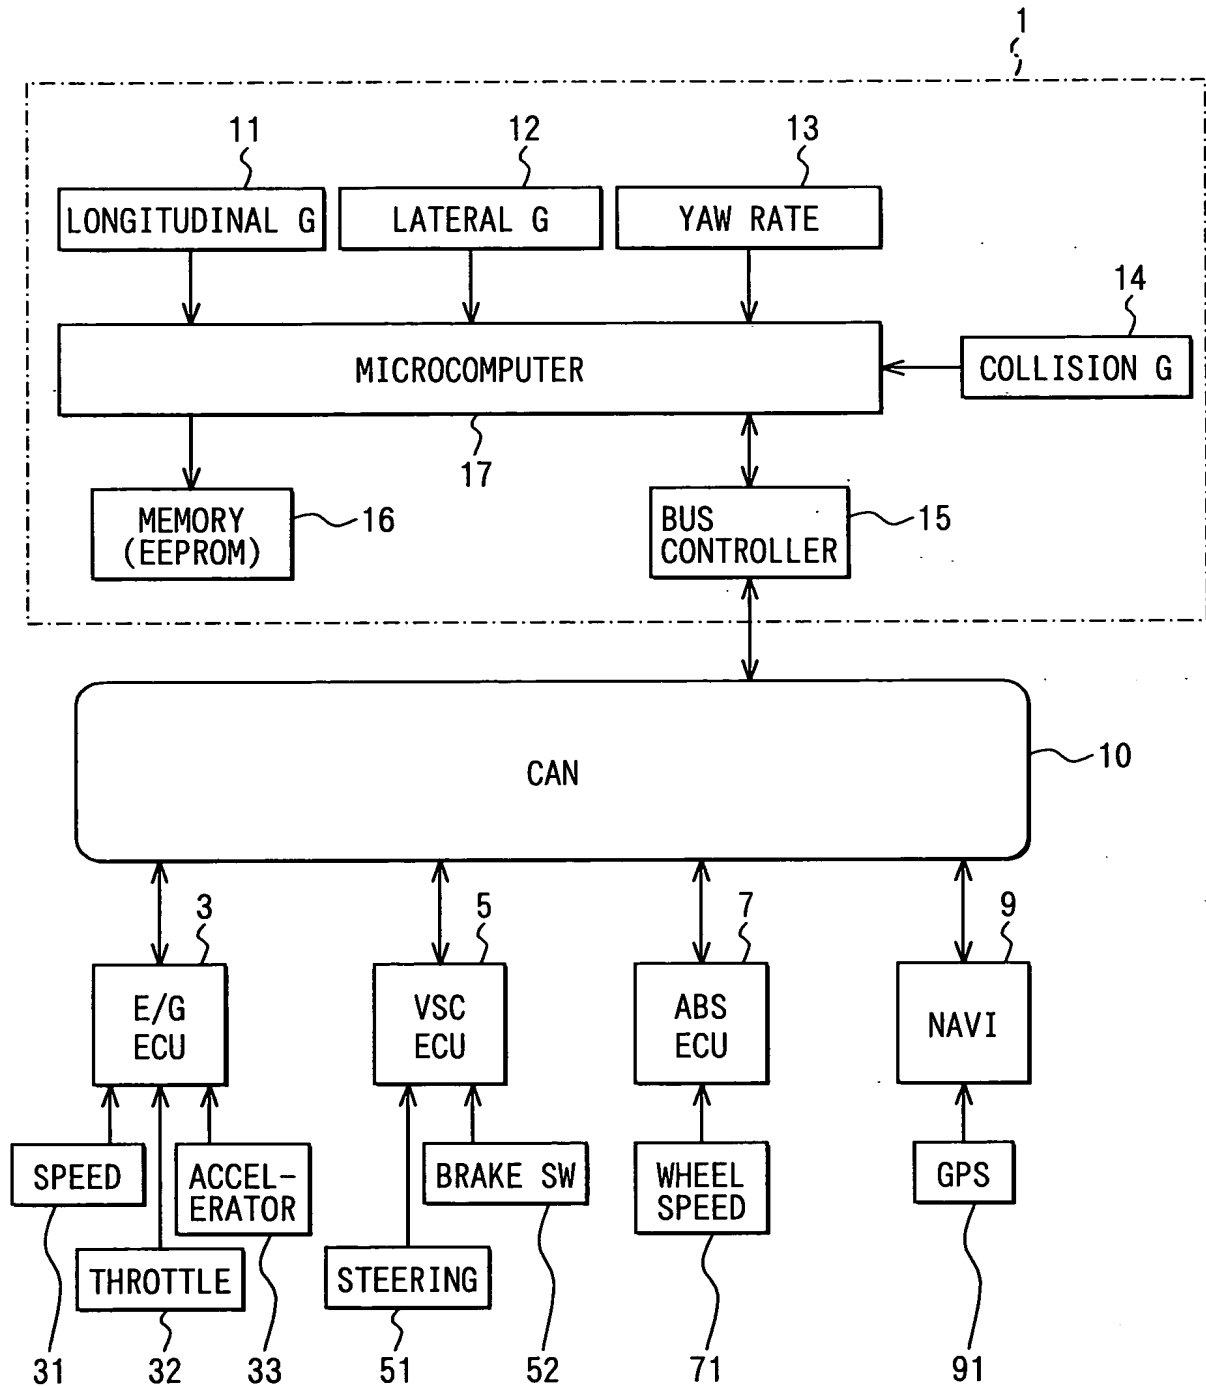 1
11
12
13
LONGITUDINAL G
LATERAL G
YAW RATE
14
MICROCOMPUTER
COLLISION G
17
MEMORY
(EEPROM)
16
BUS
CONTROLLER
15
CAN
10
3
5
7
9
E/G
ECU
VSC
ECU
ABS
ECU
NAVI
SPEED
ACCEL-
ERATOR
THROTTLE
BRAKE SW
STEERING
WHEEL
SPEED
GPS
31
32
33
51
52
71
91